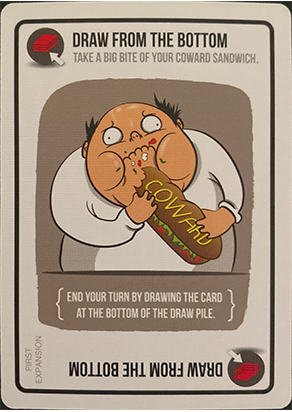 DRAW FROM THE BOTTOM
TAKE A BIG BITE OF YOUR COWARD SANDWICH.
COWARD
END YOUR TURN BY DRAWING THE CARD
AT THE BOTTOM OF THE DRAW PILE.
FIRST
EXPANSION
DRAW FROM THE BOTTOM